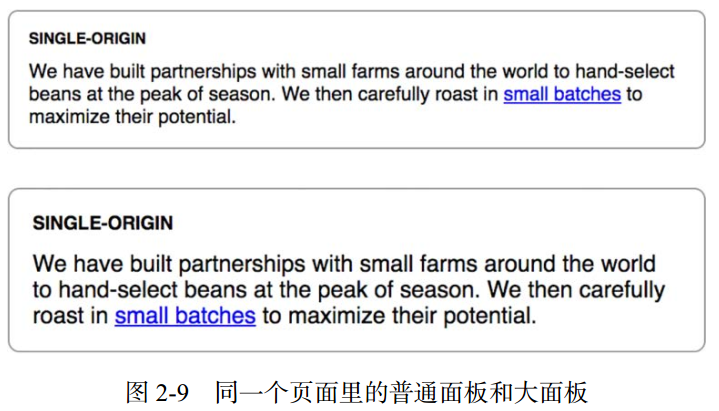 SINGLE-ORIGIN
We have built partnerships with small farms around the world to hand-select
beans at the peak of season. We then carefully roast in small batches to
maximize their potential.
SINGLE-ORIGIN
We have built partnerships with small farms around the world
to hand-select beans at the peak of season. We then carefully
roast in small batches to maximize their potential.
图 2-9 同一个页面里的普通面板和大面板